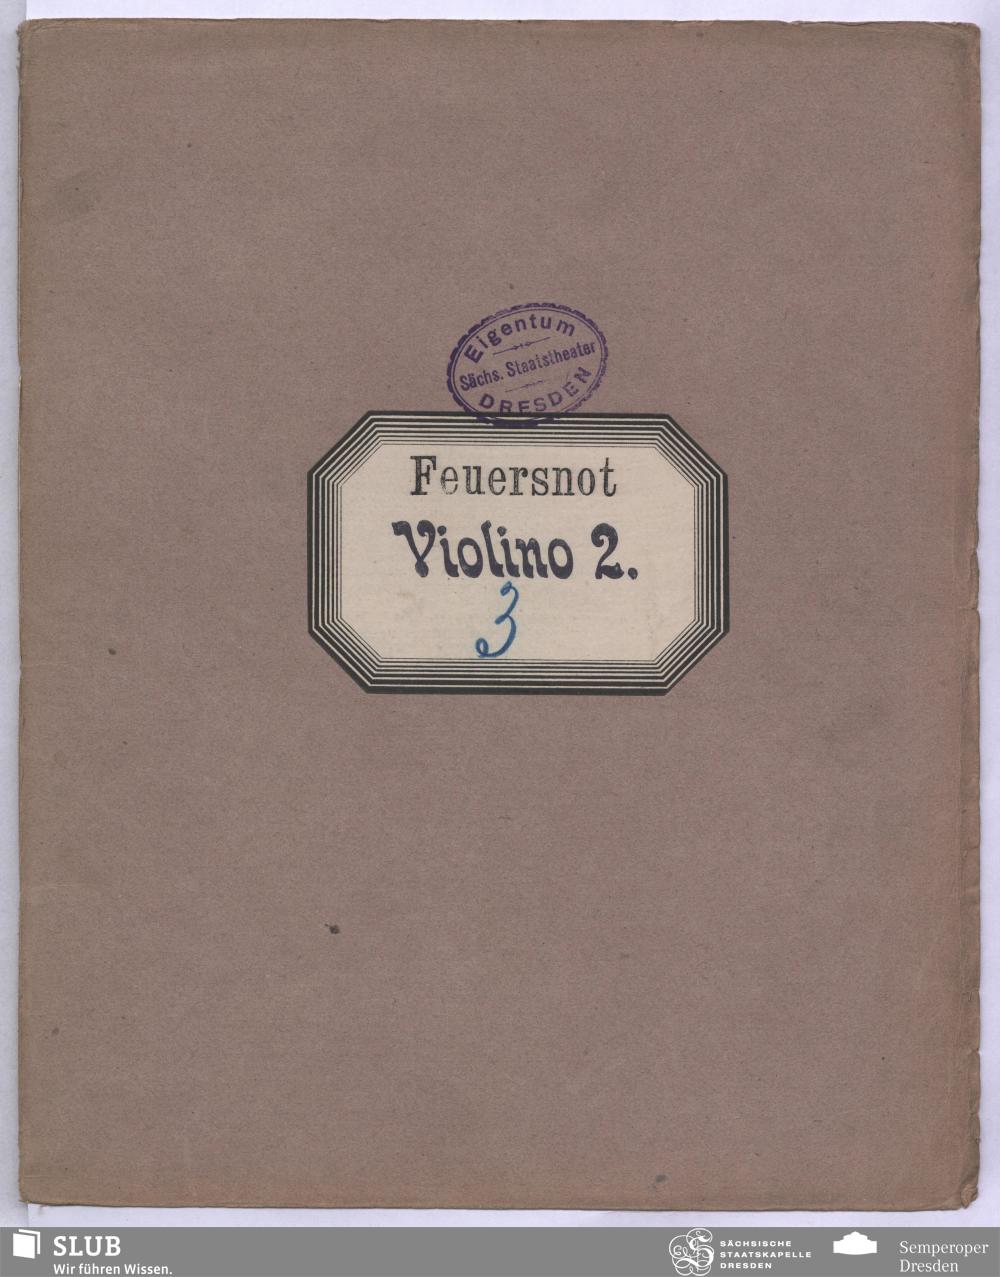 Eigentum
Sächs. Staatstheater
DRESDEN
Feuersnot
Violino 2.
3
SLUB
Wir führen Wissen.
SÄCHSISCHE
STAATSKAPELLE
DRESDEN
Semperoper
Dresden